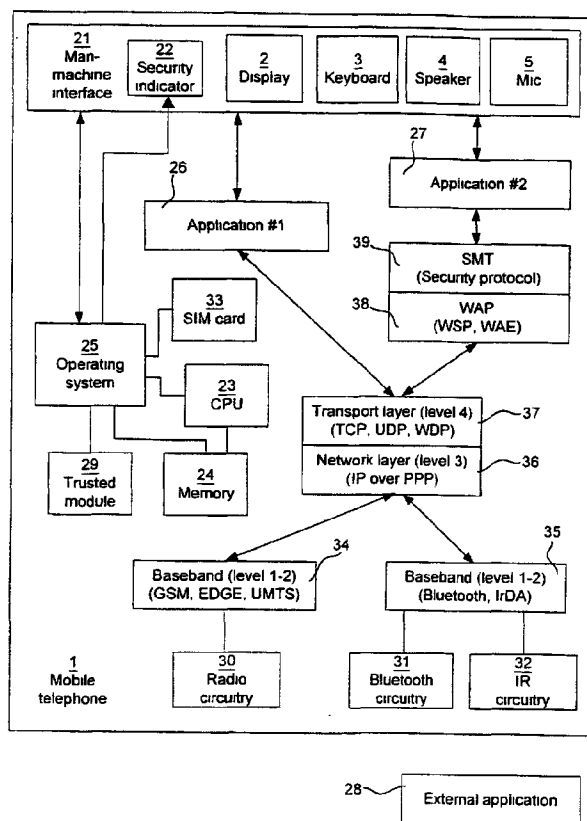 21
Man-
machine
interface
22
Security
indicator
2
Display
3
Keyboard
4
Speaker
5
Mic
26
Application #1
27
Application #2
39
SMT
(Security protocol)
38
WAP
(WSP, WAE)
33
SIM card
25
Operating
system
23
CPU
29
Trusted
module
24
Memory
Transport layer (level 4)
(TCP, UDP, WDP)
37
Network layer (level 3)
(IP over PPP)
36
34
Baseband (level 1-2)
(GSM, EDGE, UMTS)
35
Baseband (level 1-2)
(Bluetooth, IrDA)
1
Mobile
telephone
30
Radio
circuitry
31
Bluetooth
circuitry
32
IR
circuitry
28
External application